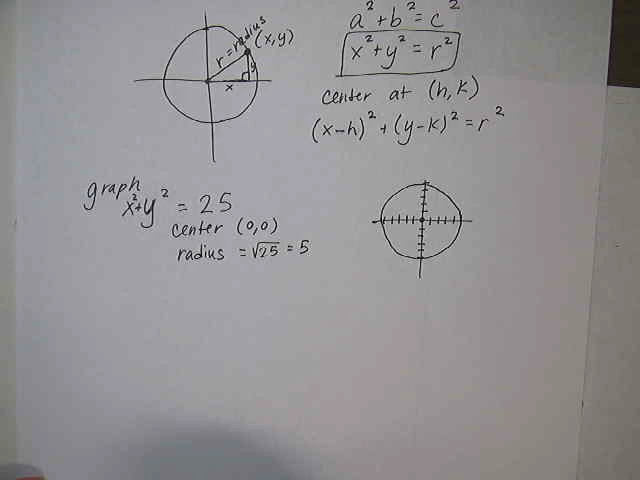 r = radius
(x, y)
y
x
a² + b² = c²
x² + y² = r²
center at (h, k)
(x-h)² + (y-k)² = r²
graph
x² + y² = 25
center (0,0)
radius = √25 = 5